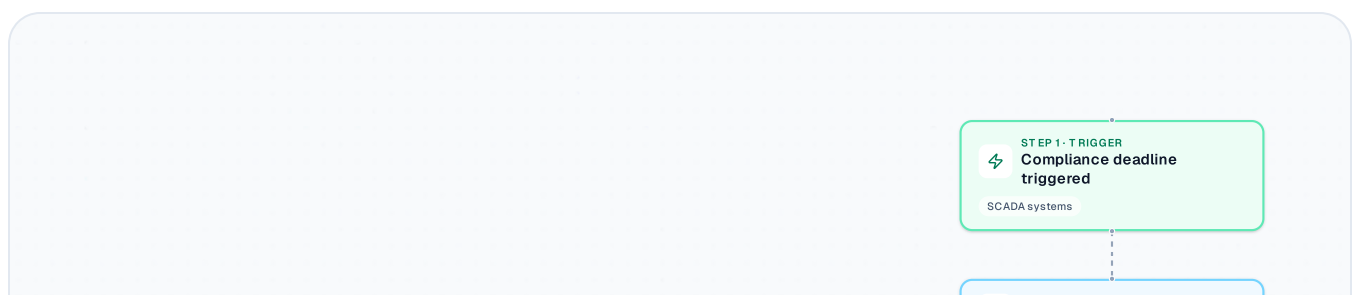 STEP 1 · TRIGGER
Compliance deadline
triggered
SCADA systems